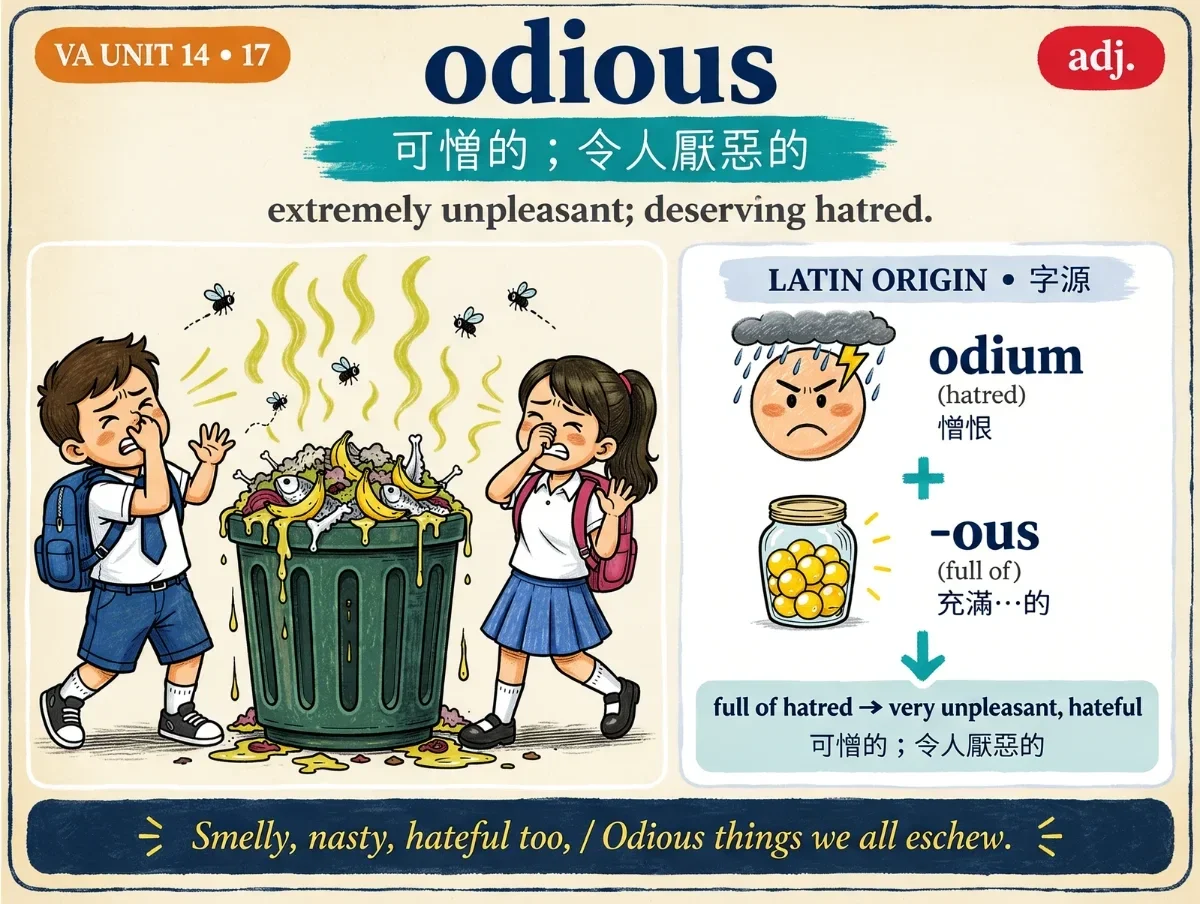 VA UNIT 14 • 17
odious
adj.
可憎的；令人厭惡的
extremely unpleasant; deserving hatred.
LATIN ORIGIN • 字源
odium
(hatred)
憎恨
+
-ous
(full of)
充滿…的
full of hatred → very unpleasant, hateful
可憎的；令人厭惡的
Smelly, nasty, hateful too, / Odious things we all eschew.